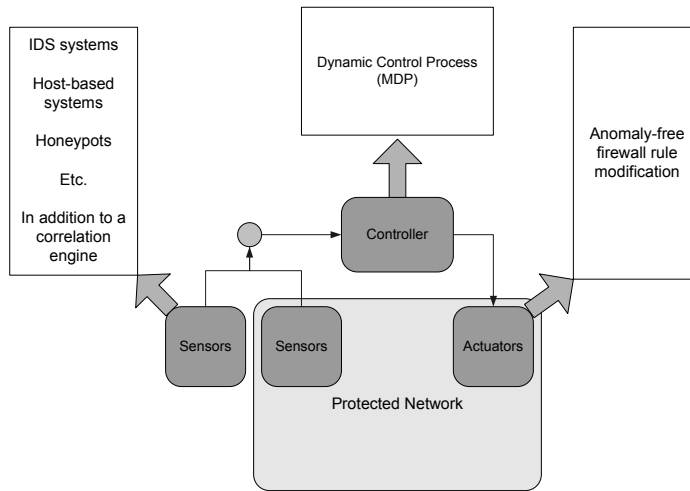 IDS systems
Host-based
systems
Honeypots
Etc.
In addition to a
correlation
engine
Dynamic Control Process
(MDP)
Anomaly-free
firewall rule
modification
Controller
Sensors
Sensors
Actuators
Protected Network